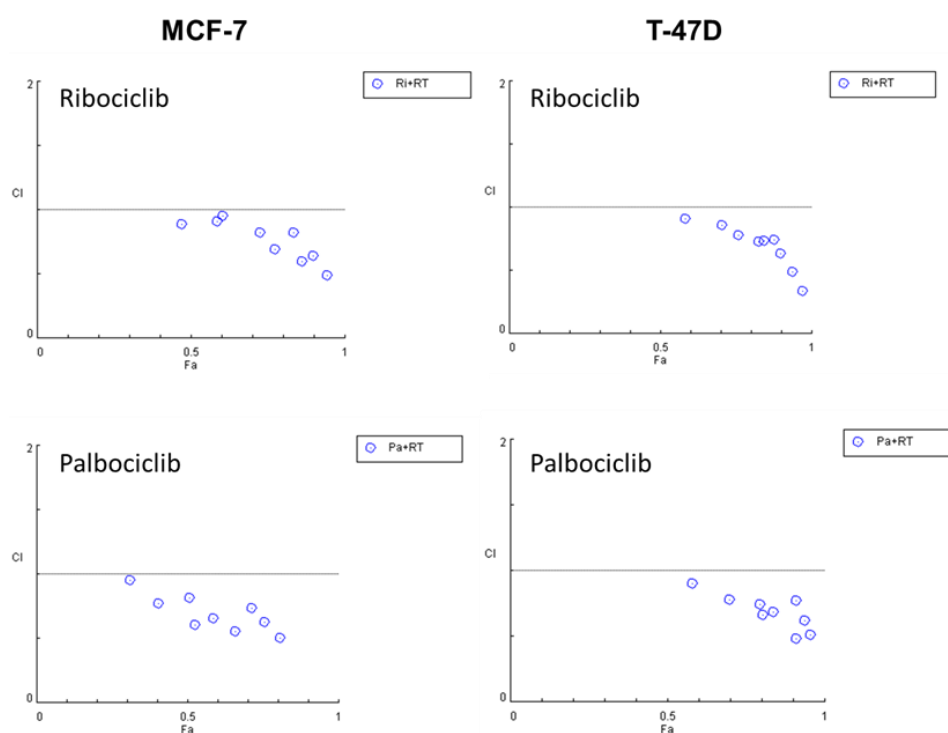 MCF-7
T-47D
2
Ribociclib
Ri+RT
CI
0
0
0.5
1
Fa
2
Ribociclib
Ri+RT
CI
0
0
0.5
1
Fa
2
Palbociclib
Pa+RT
CI
0
0
0.5
1
Fa
2
Palbociclib
Pa+RT
CI
0
0
0.5
1
Fa